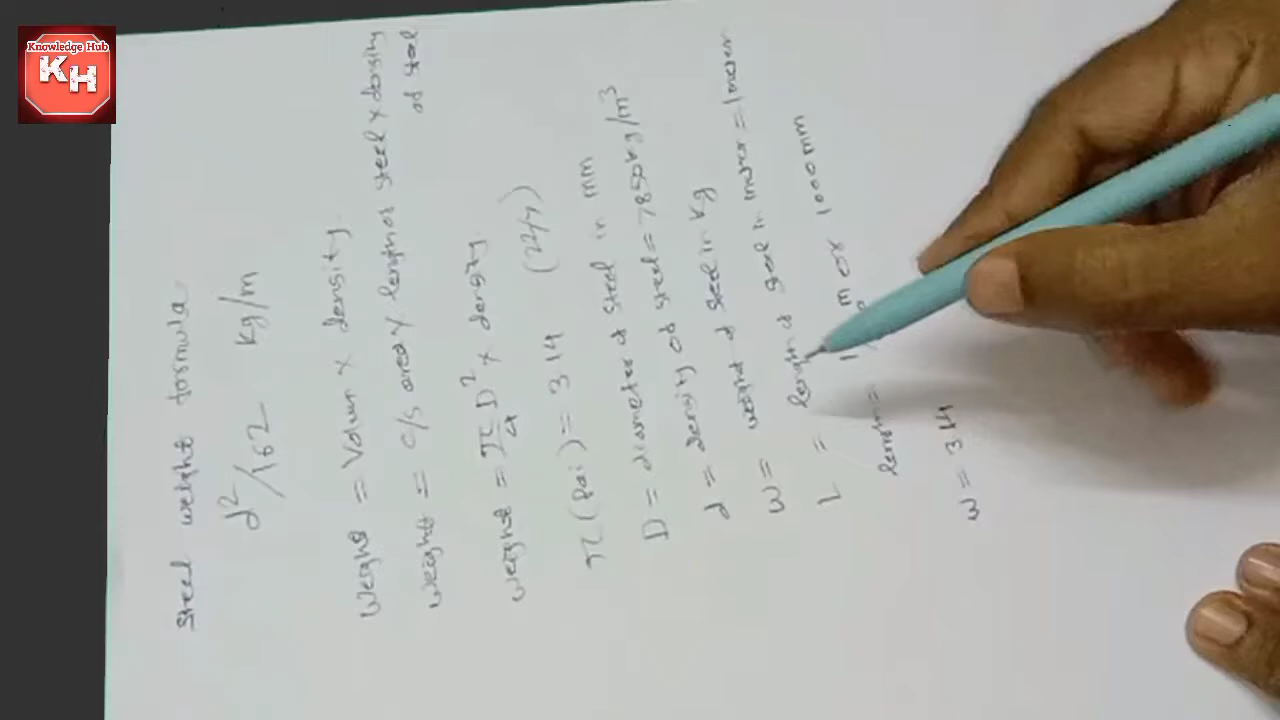 Knowledge Hub
KH
Steel weight formula
d²/162 kg/m
Weight = Volum x density
Weight = c/s area x length of steel x density of steel
Weight = π/4 D² x density
π (Pai) = 3 14 (22/7)
D = diameter of steel in mm
d = density of steel = 7850 kg/m³
W = weight of steel in kg
L = length of steel in meter = 1 meter
length = 1 m or 1000 mm
W = 3 14